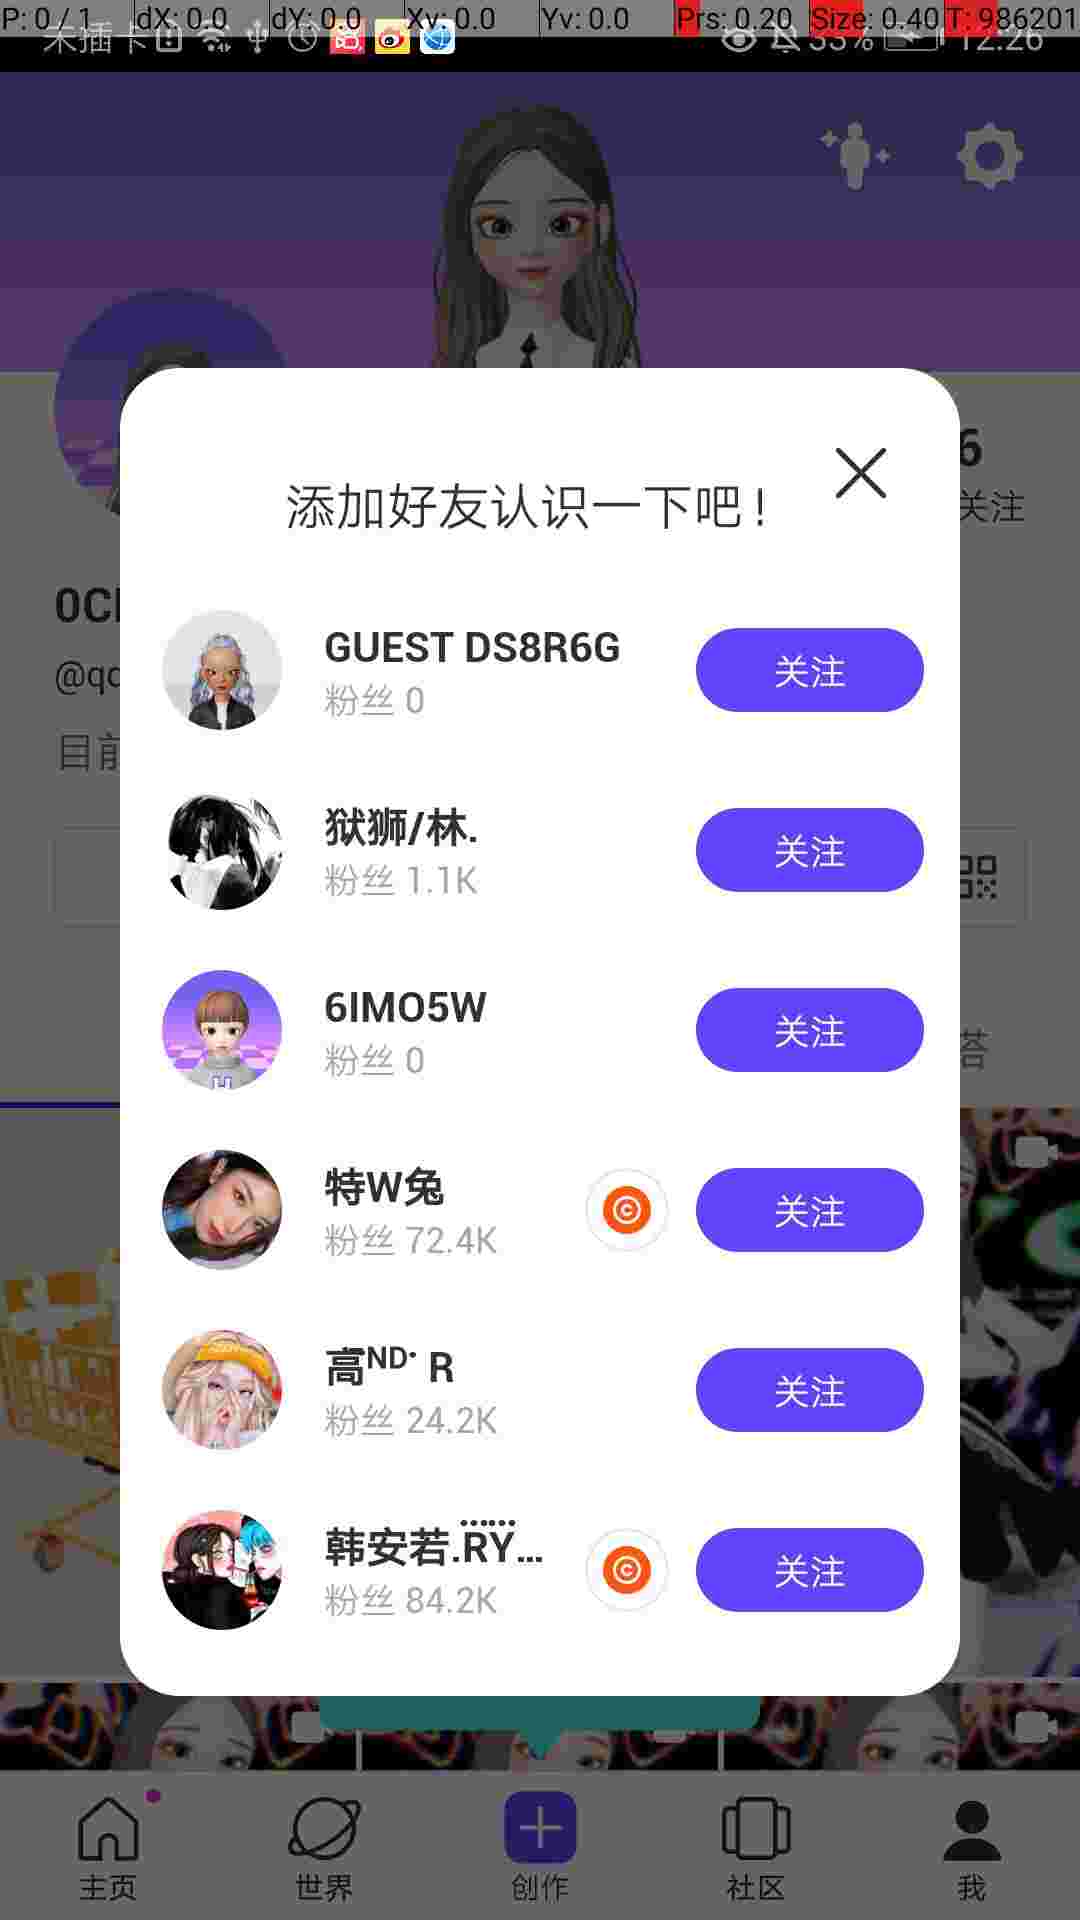 P: 0 / 1 dX: 0.0 dY: 0.0 Xv: 0.0 Yv: 0.0 Prs: 0.20 Size: 0.40 T: 986201
未插卡 33% 12:26
6
关注
添加好友认识一下吧！
@qc
目前
GUEST DS8R6G
粉丝 0
关注
狱狮/林.
粉丝 1.1K
关注
6IMO5W
粉丝 0
关注
答
特W兔
粉丝 72.4K
关注
高ᴺᴰ· R
粉丝 24.2K
关注
韩安若.RY...
粉丝 84.2K
关注
主页 世界 创作 社区 我